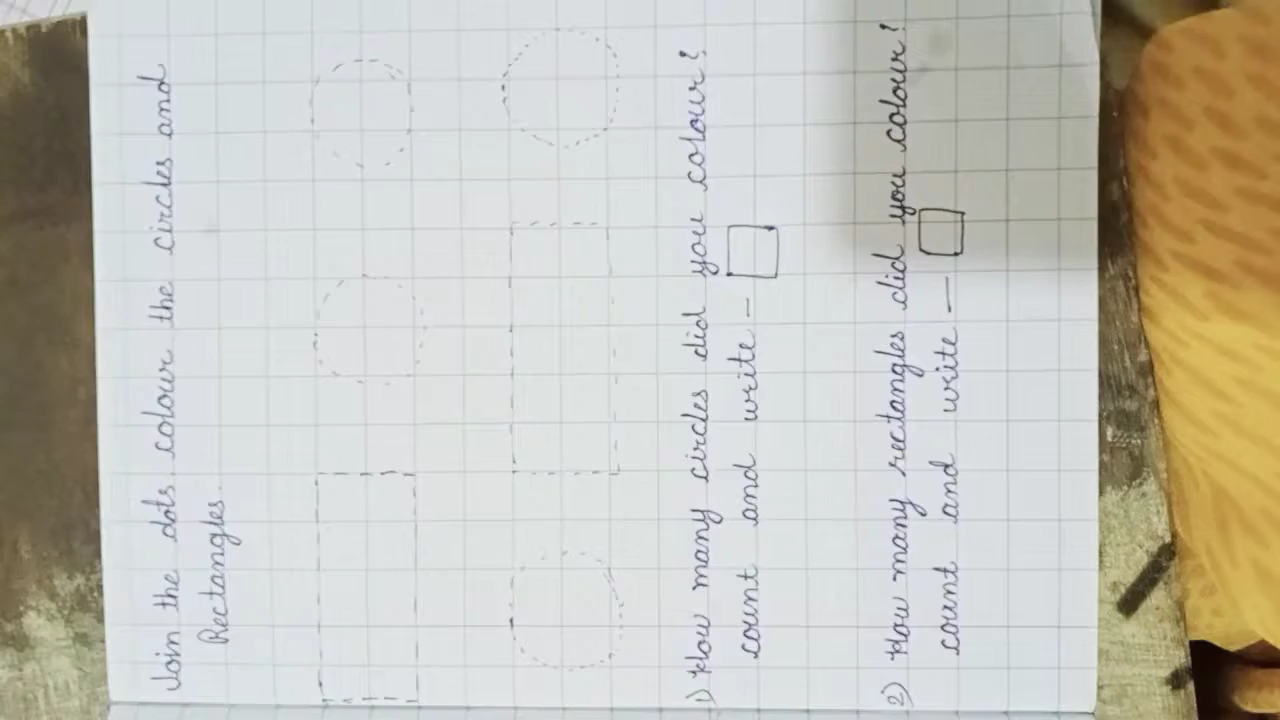 Join the dots. colour the circles and
Rectangles.
1) How many circles did you colour?
count and write -
2) How many rectangles did you colour?
count and write —